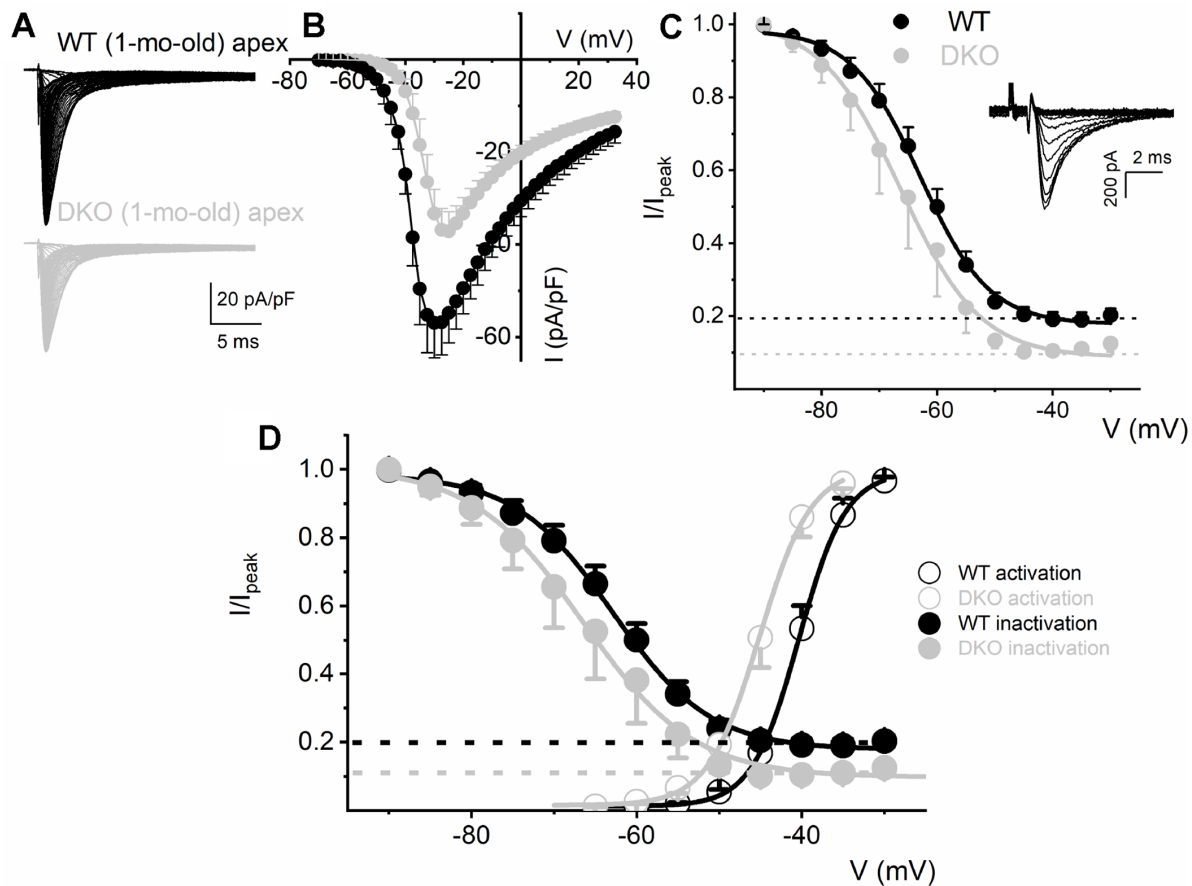 A
WT (1-mo-old) apex
DKO (1-mo-old) apex
20 pA/pF
5 ms
B
V (mV)
-80 -60 -40 -20 20 40
-20
-40
-60
I (pA/pF)
C
WT
DKO
1.0
0.8
0.6
0.4
0.2
I/Ipeak
200 pA
2 ms
-80 -60 -40
V (mV)
D
1.0
0.8
0.6
0.4
0.2
I/Ipeak
WT activation
DKO activation
WT inactivation
DKO inactivation
-80 -60 -40
V (mV)